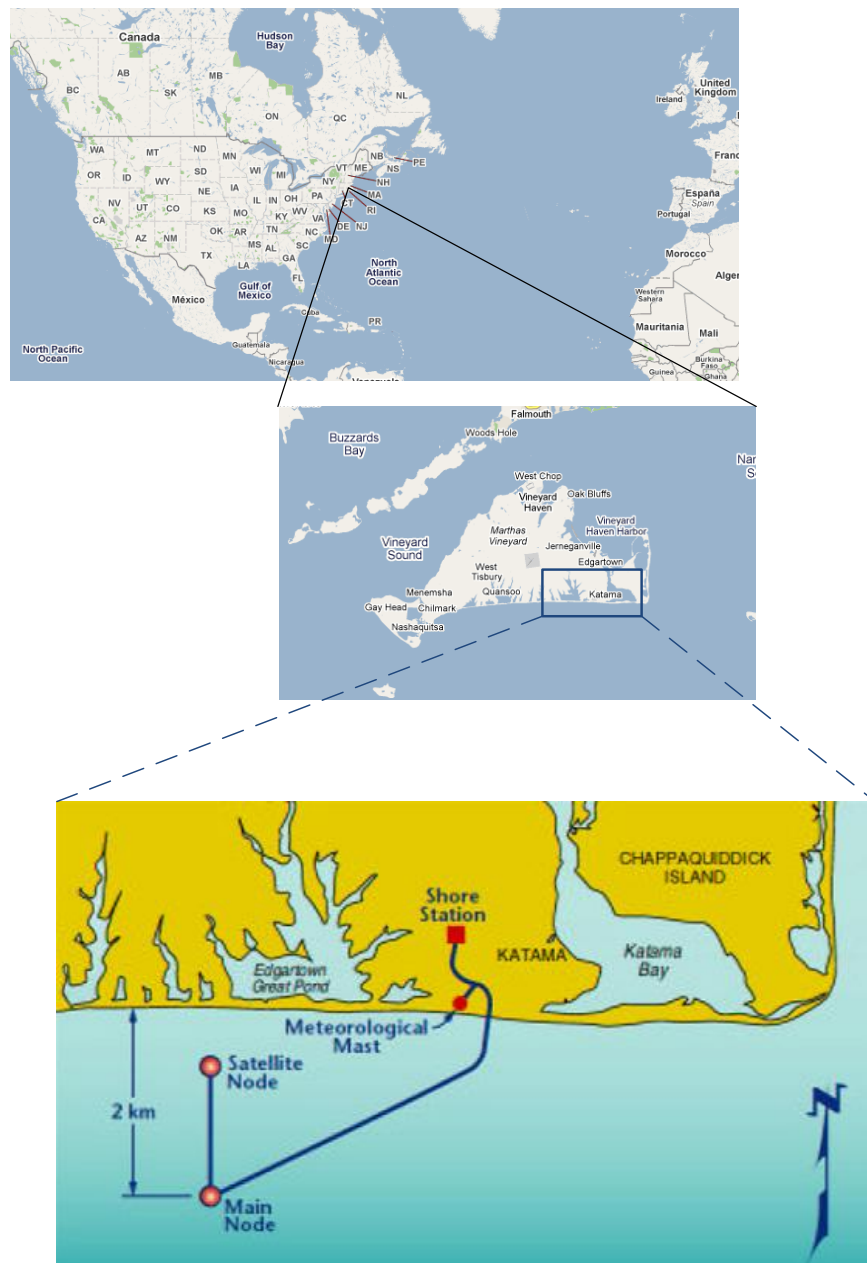 Canada
Hudson
Bay
AB
MB
BC
SK
NL
ON
QC
United
Kingdom
Ireland
WA
MT
ND
MN
NB
PE
VT ME
NS
OR
ID
SD
WI
MI
NY
NH
WY
MA
NE
IA
PA
CT
RI
NV
UT
CO
IL
IN
OH
KS
MO
WV
VA
DE
NJ
CA
KY
MD
OK
AR
TN
NC
AZ
NM
MS
AL
SC
GA
TX
LA
FL
Franc
España
Spain
Portugal
North
Atlantic
Ocean
Morocco
Alger
Gulf of
Mexico
México
Cuba
PR
Western
Sahara
Mauritania
Mali
Guatemala
Nicaragua
North Pacific
Ocean
Burkina
Faso
Guinea
Ghana
Venezuela
Falmouth
Woods Hole
Buzzards
Bay
Nan
S
West Chop
Oak Bluffs
Vineyard
Haven
Vineyard
Haven Harbor
Marthas
Vineyard
Vineyard
Sound
Jerneganville
Edgartown
West
Tisbury
Menemsha
Quansoo
Katama
Gay Head
Chilmark
Nashaquitsa
CHAPPAQUIDDICK
ISLAND
Shore
Station
KATAMA
Katama
Bay
Edgartown
Great Pond
Meteorological
Mast
Satellite
Node
2 km
Main
Node
N